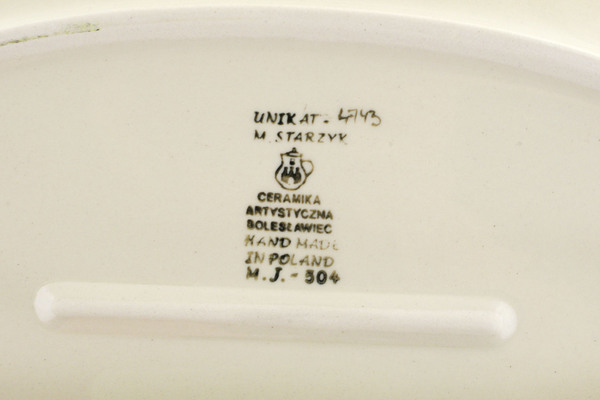 UNIKAT - 4743
M. STARZYK
CERAMIKA
ARTYSTYCZNA
BOLESŁAWIEC
HAND MADE
IN POLAND
M.J. - 504